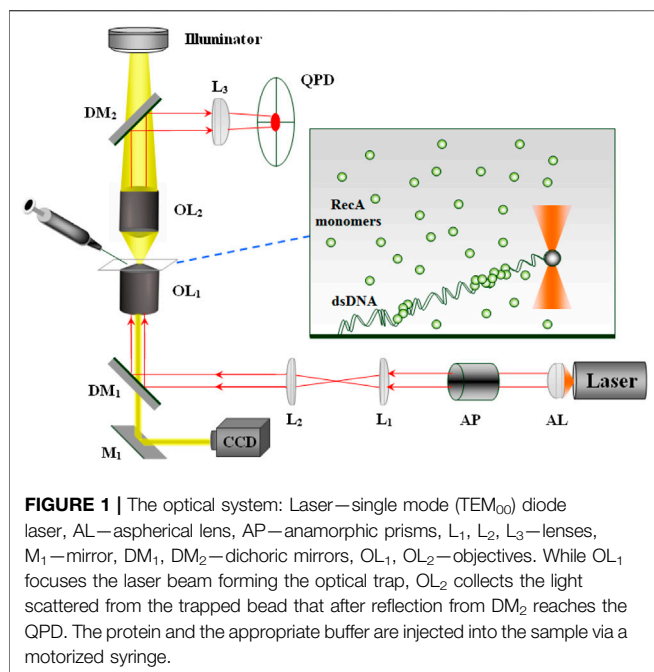 Illuminator
L3
QPD
DM2
OL2
RecA
monomers
dsDNA
OL1
DM1
L2
L1
AP
AL
Laser
CCD
M1
FIGURE 1 | The optical system: Laser—single mode (TEM00) diode
laser, AL—aspherical lens, AP—anamorphic prisms, L1, L2, L3—lenses,
M1—mirror, DM1, DM2—dichoric mirrors, OL1, OL2—objectives. While OL1
focuses the laser beam forming the optical trap, OL2 collects the light
scattered from the trapped bead that after reflection from DM2 reaches the
QPD. The protein and the appropriate buffer are injected into the sample via a
motorized syringe.